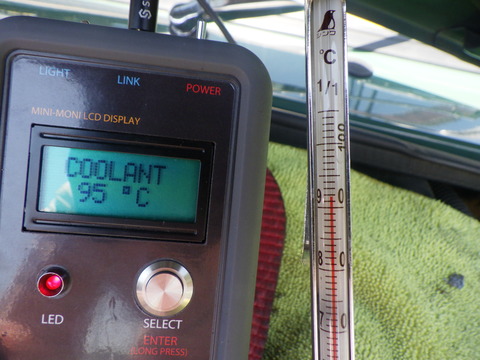 LIGHT
LINK
POWER
MINI-MONI LCD DISPLAY
COOLANT
95 °C
LED
SELECT
ENTER
(LONG PRESS)
°C
1/1
100
90
80
70